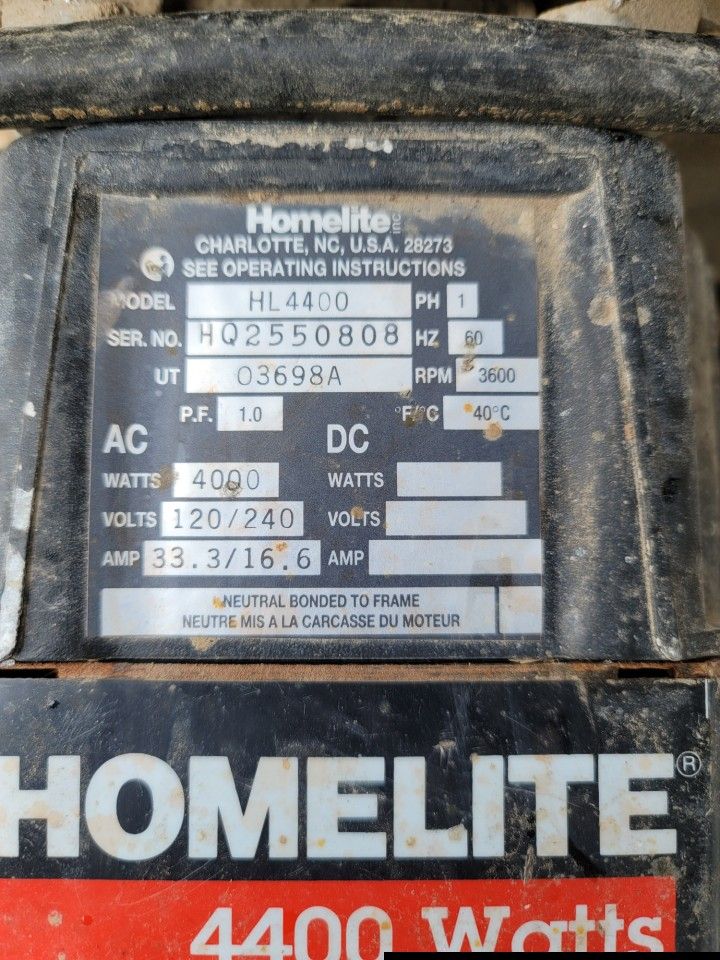 Homelite inc
CHARLOTTE, NC, U.S.A. 28273
SEE OPERATING INSTRUCTIONS
MODEL HL4400 PH 1
SER. NO. HQ2550808 HZ 60
UT 03698A RPM 3600
P.F. 1.0 °F/°C 40°C
AC DC
WATTS 4000 WATTS
VOLTS 120/240 VOLTS
AMP 33.3/16.6 AMP
NEUTRAL BONDED TO FRAME
NEUTRE MIS A LA CARCASSE DU MOTEUR
HOMELITE®
4400 Watts